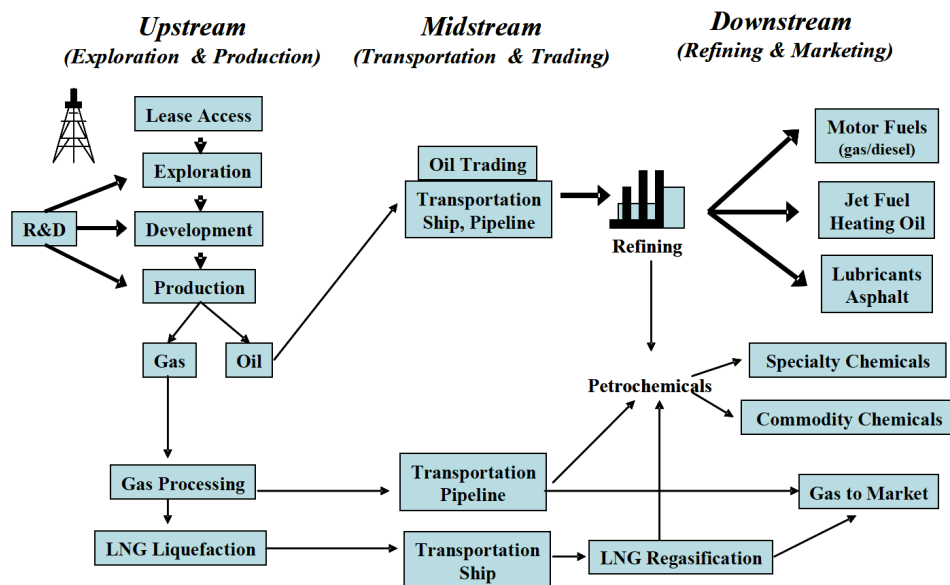 Upstream
(Exploration & Production)
Midstream
(Transportation & Trading)
Downstream
(Refining & Marketing)
Lease Access
Exploration
R&D
Development
Production
Gas
Oil
Gas Processing
LNG Liquefaction
Oil Trading
Transportation
Ship, Pipeline
Transportation
Pipeline
Transportation
Ship
Refining
Petrochemicals
LNG Regasification
Motor Fuels
(gas/diesel)
Jet Fuel
Heating Oil
Lubricants
Asphalt
Specialty Chemicals
Commodity Chemicals
Gas to Market